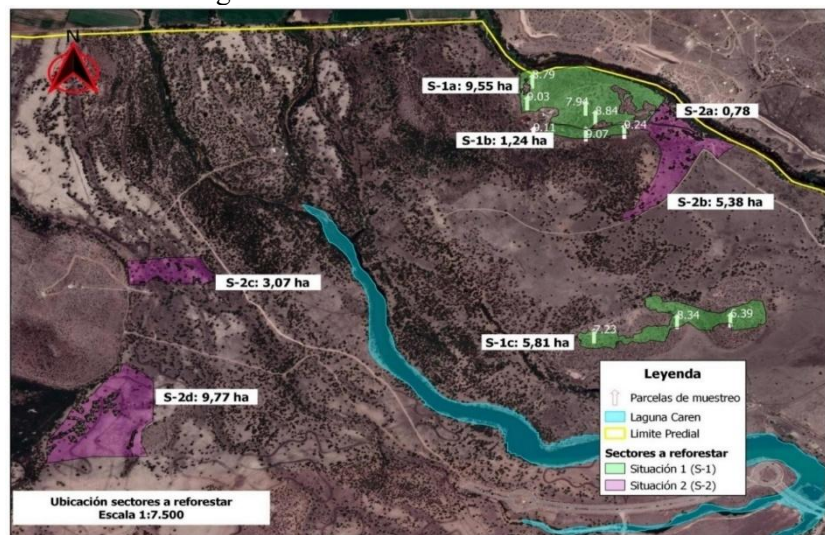 N
S-1a: 9,55 ha
8.79
9.03
7.94
8.84
S-2a: 0,78
S-1b: 1,24 ha
9.11
9.07
9.24
S-2b: 5,38 ha
S-2c: 3,07 ha
S-1c: 5,81 ha
7.23
8.34
6.39
S-2d: 9,77 ha
Leyenda
Parcelas de muestreo
Laguna Caren
Limite Predial
Sectores a reforestar
Situación 1 (S-1)
Situación 2 (S-2)
Ubicación sectores a reforestar
Escala 1:7.500